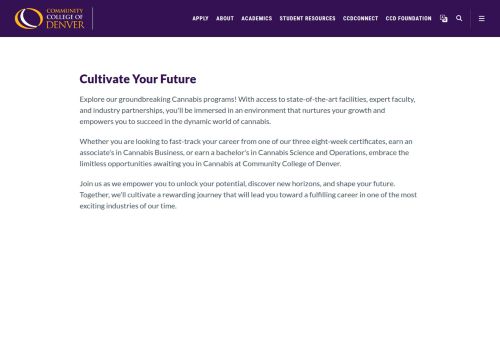 COMMUNITY
COLLEGE OF
DENVER
APPLY ABOUT ACADEMICS STUDENT RESOURCES CCDCONNECT CCD FOUNDATION
Cultivate Your Future
Explore our groundbreaking Cannabis programs! With access to state-of-the-art facilities, expert faculty,
and industry partnerships, you'll be immersed in an environment that nurtures your growth and
empowers you to succeed in the dynamic world of cannabis.
Whether you are looking to fast-track your career from one of our three eight-week certificates, earn an
associate's in Cannabis Business, or earn a bachelor's in Cannabis Science and Operations, embrace the
limitless opportunities awaiting you in Cannabis at Community College of Denver.
Join us as we empower you to unlock your potential, discover new horizons, and shape your future.
Together, we'll cultivate a rewarding journey that will lead you toward a fulfilling career in one of the most
exciting industries of our time.